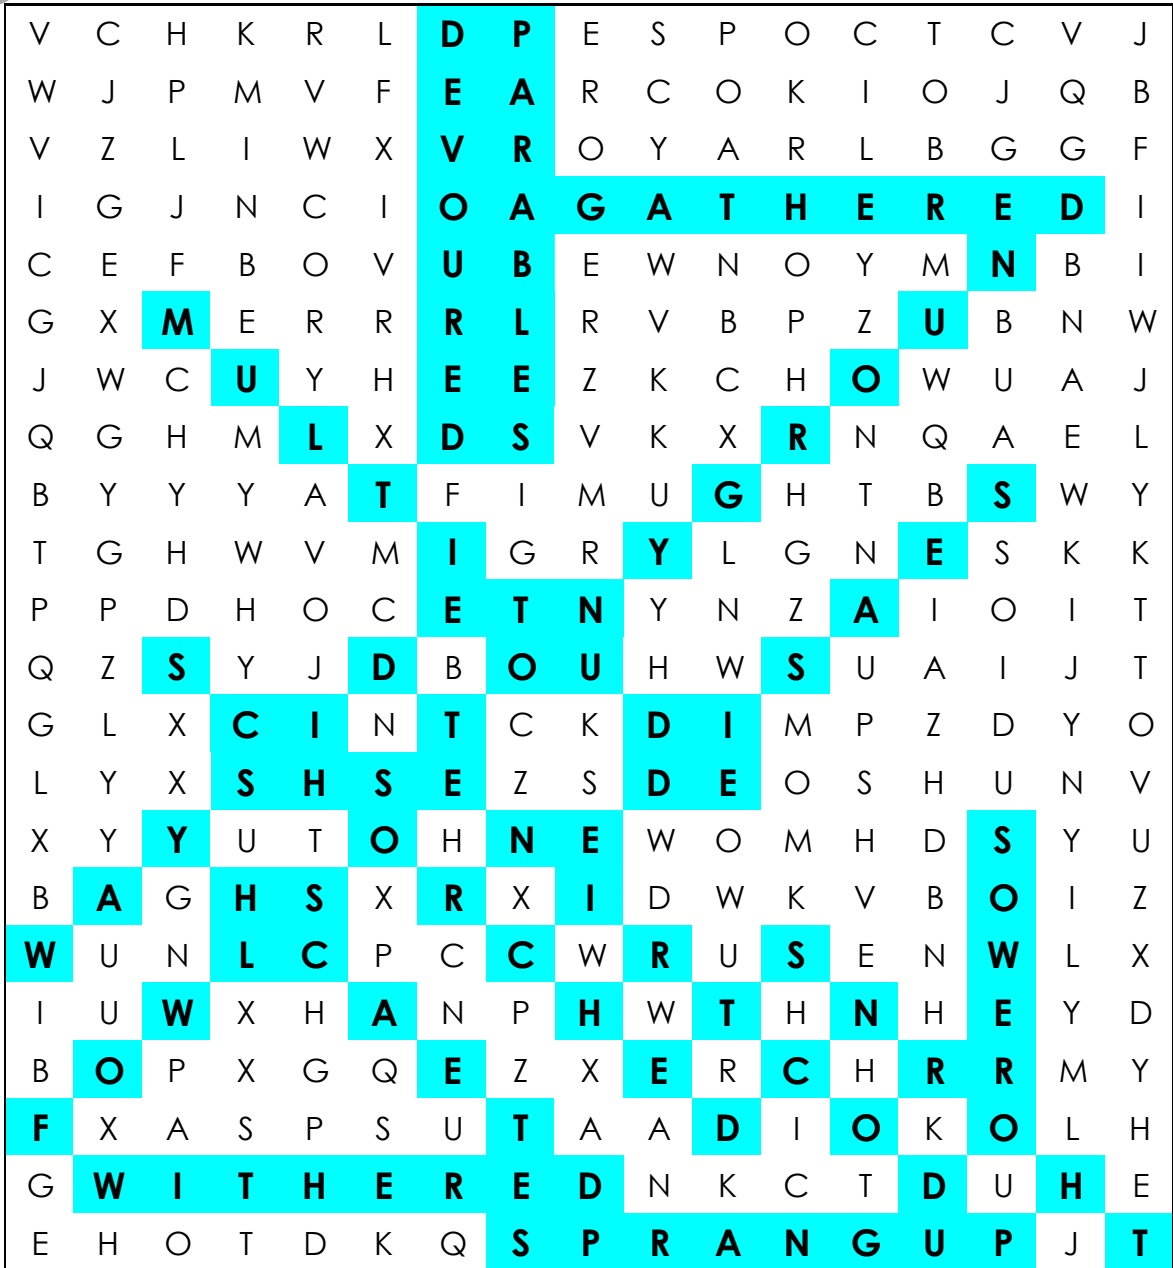 V C H K R L D P E S P O C T C V J
W J P M V F E A R C O K I O J Q B
V Z L I W X V R O Y A R L B G G F
I G J N C I O A G A T H E R E D I
C E F B O V U B E W N O Y M N B I
G X M E R R R L R V B P Z U B N W
J W C U Y H E E Z K C H O W U A J
Q G H M L X D S V K X R N Q A E L
B Y Y Y A T F I M U G H T B S W Y
T G H W V M I G R Y L G N E S K K
P P D H O C E T N Y N Z A I O I T
Q Z S Y J D B O U H W S U A I J T
G L X C I N T C K D I M P Z D Y O
L Y X S H S E Z S D E O S H U N V
X Y Y U T O H N E W O M H D S Y U
B A G H S X R X I D W K V B O I Z
W U N L C P C C W R U S E N W L X
I U W X H A N P H W T H N H E Y D
B O P X G Q E Z X E R C H R R M Y
F X A S P S U T A A D I O K O L H
G W I T H E R E D N K C T D U H E
E H O T D K Q S P R A N G U P J T